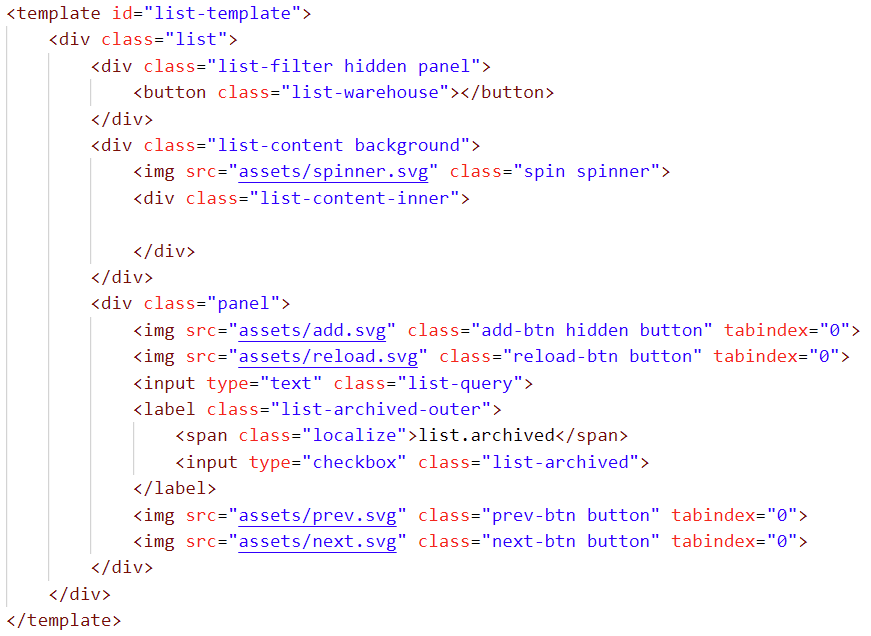 <template id="list-template">
    <div class="list">
        <div class="list-filter hidden panel">
            <button class="list-warehouse"></button>
        </div>
        <div class="list-content background">
            <img src="assets/spinner.svg" class="spin spinner">
            <div class="list-content-inner">

            </div>
        </div>
        <div class="panel">
            <img src="assets/add.svg" class="add-btn hidden button" tabindex="0">
            <img src="assets/reload.svg" class="reload-btn button" tabindex="0">
            <input type="text" class="list-query">
            <label class="list-archived-outer">
                <span class="localize">list.archived</span>
                <input type="checkbox" class="list-archived">
            </label>
            <img src="assets/prev.svg" class="prev-btn button" tabindex="0">
            <img src="assets/next.svg" class="next-btn button" tabindex="0">
        </div>
    </div>
</template>